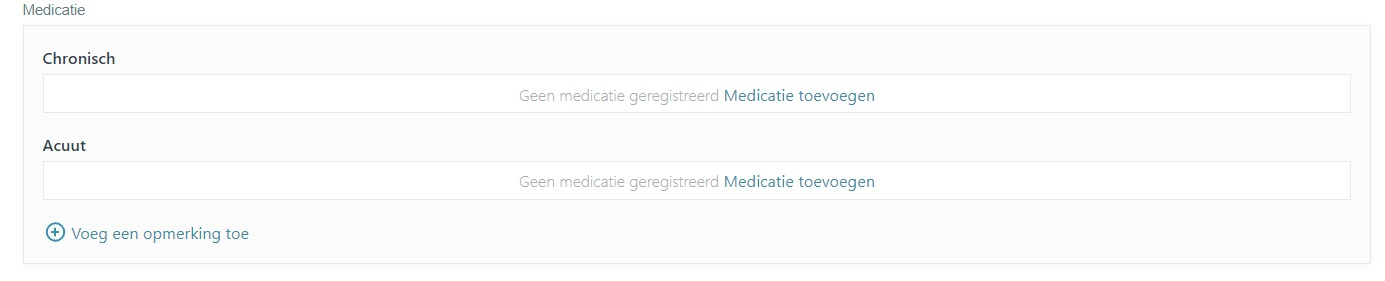 Medicatie
Chronisch
Geen medicatie geregistreerd Medicatie toevoegen
Acuut
Geen medicatie geregistreerd Medicatie toevoegen
Voeg een opmerking toe